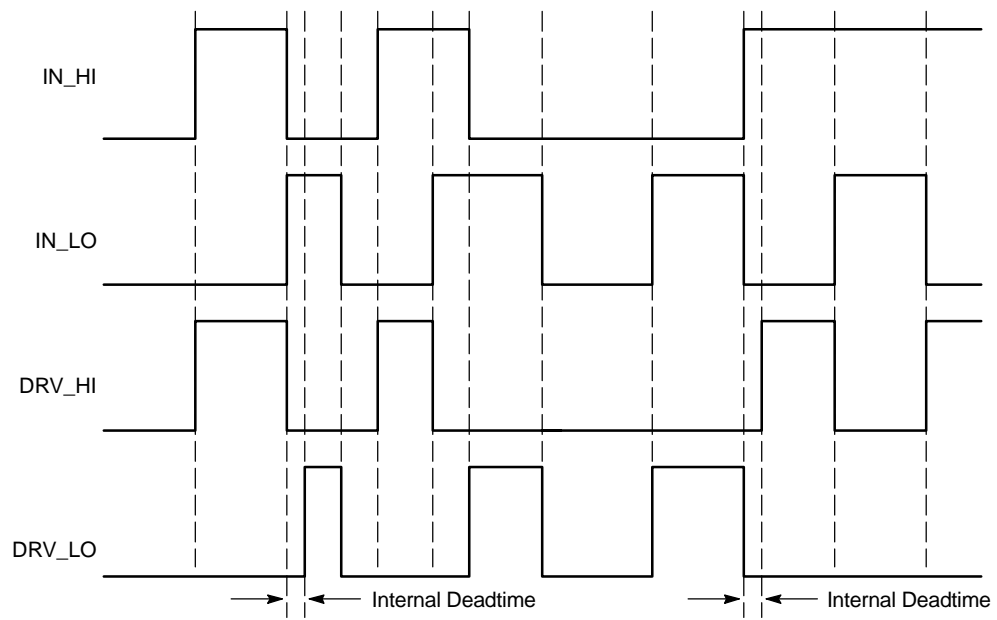 IN_HI
IN_LO
DRV_HI
DRV_LO
Internal Deadtime
Internal Deadtime